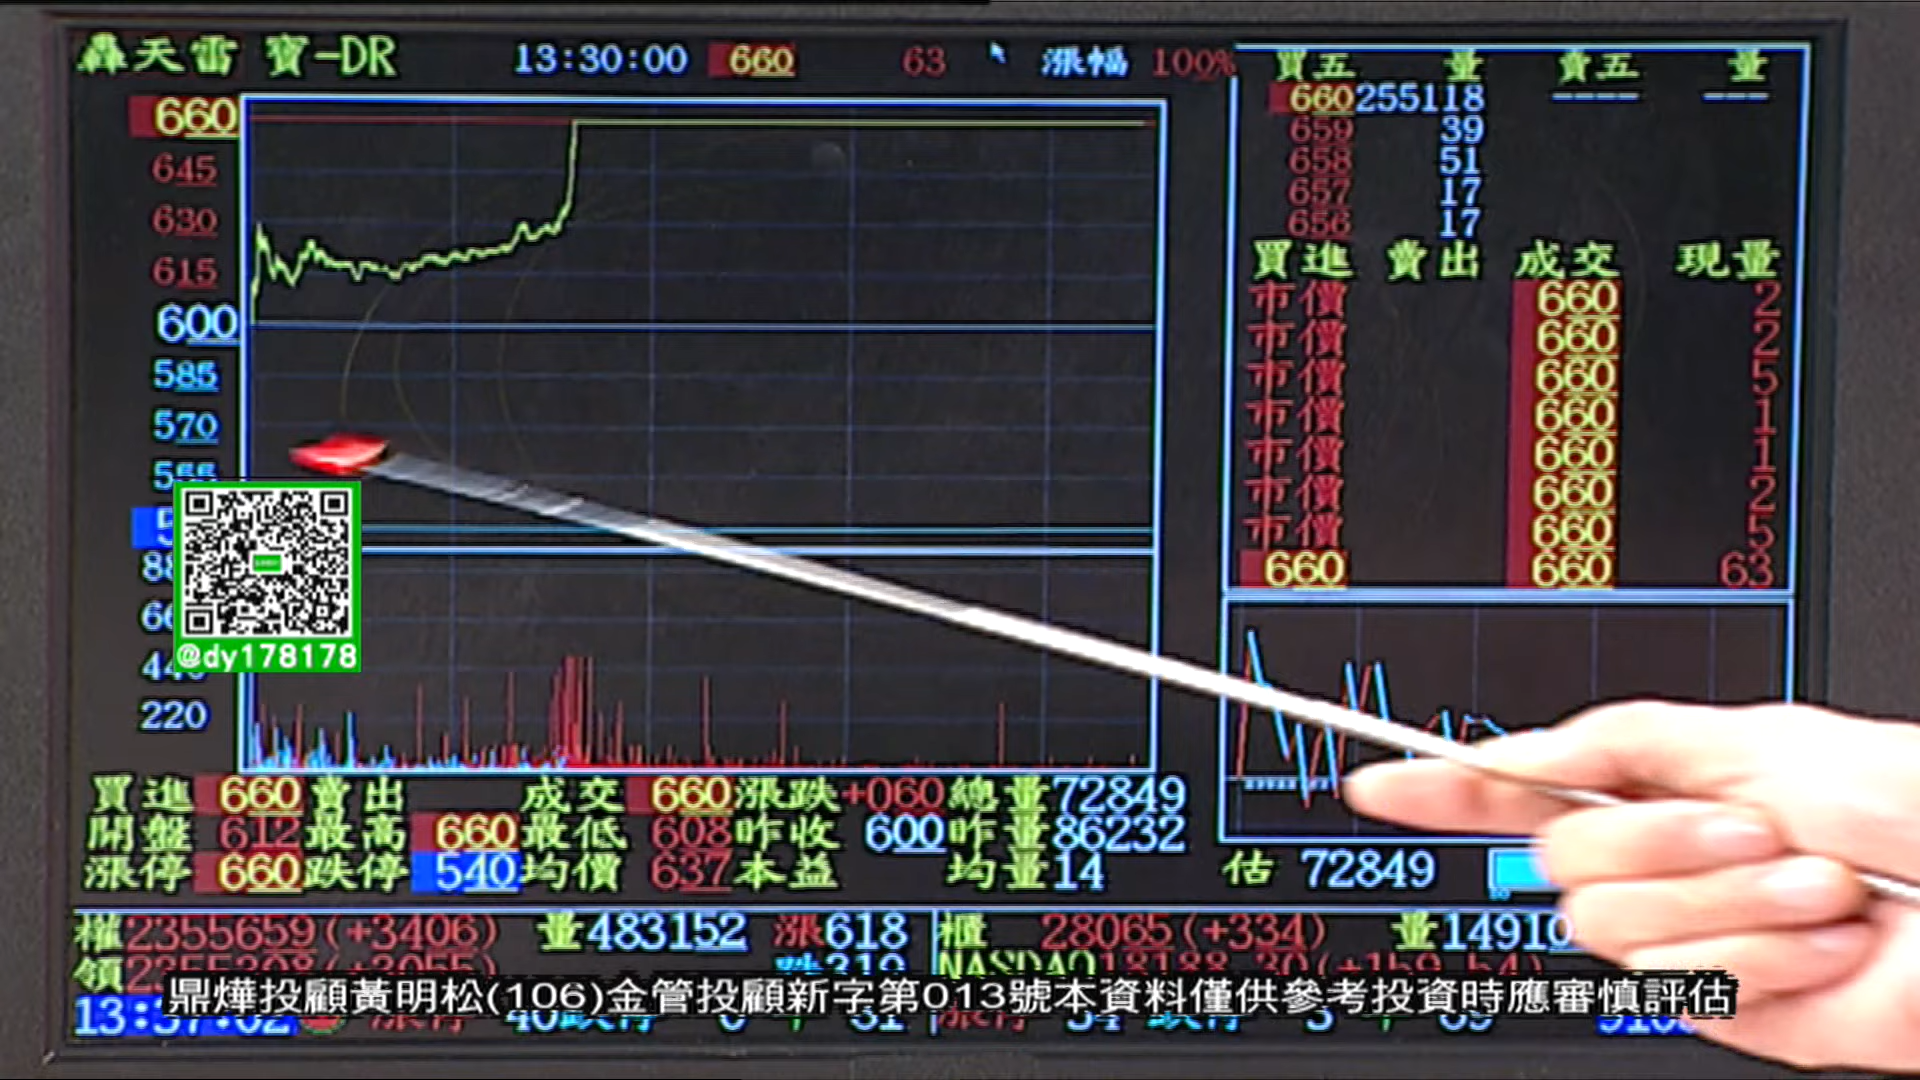 轟天雷 寶-DR 13:30:00 660 63 漲幅 100%
買五 量 賣五 量
660 255118 ---- ---
659 39
658 51
657 17
656 17
買進 賣出 成交 現量
市價 660 2
市價 660 2
市價 660 5
市價 660 1
市價 660 1
市價 660 2
市價 660 5
660 660 63
660
645
630
615
600
585
570
555
220
@dy178178
買進 660 賣出 成交 660 漲跌 +060 總量 72849
開盤 612 最高 660 最低 608 昨收 600 昨量 86232
漲停 660 跌停 540 均價 637 本益 均量 14
估 72849
權 2355659(+3406) 量 483152 漲 618 櫃 28065(+334) 量 14910
鼎燁投顧黃明松(106)金管投顧新字第013號本資料僅供參考投資時應審慎評估